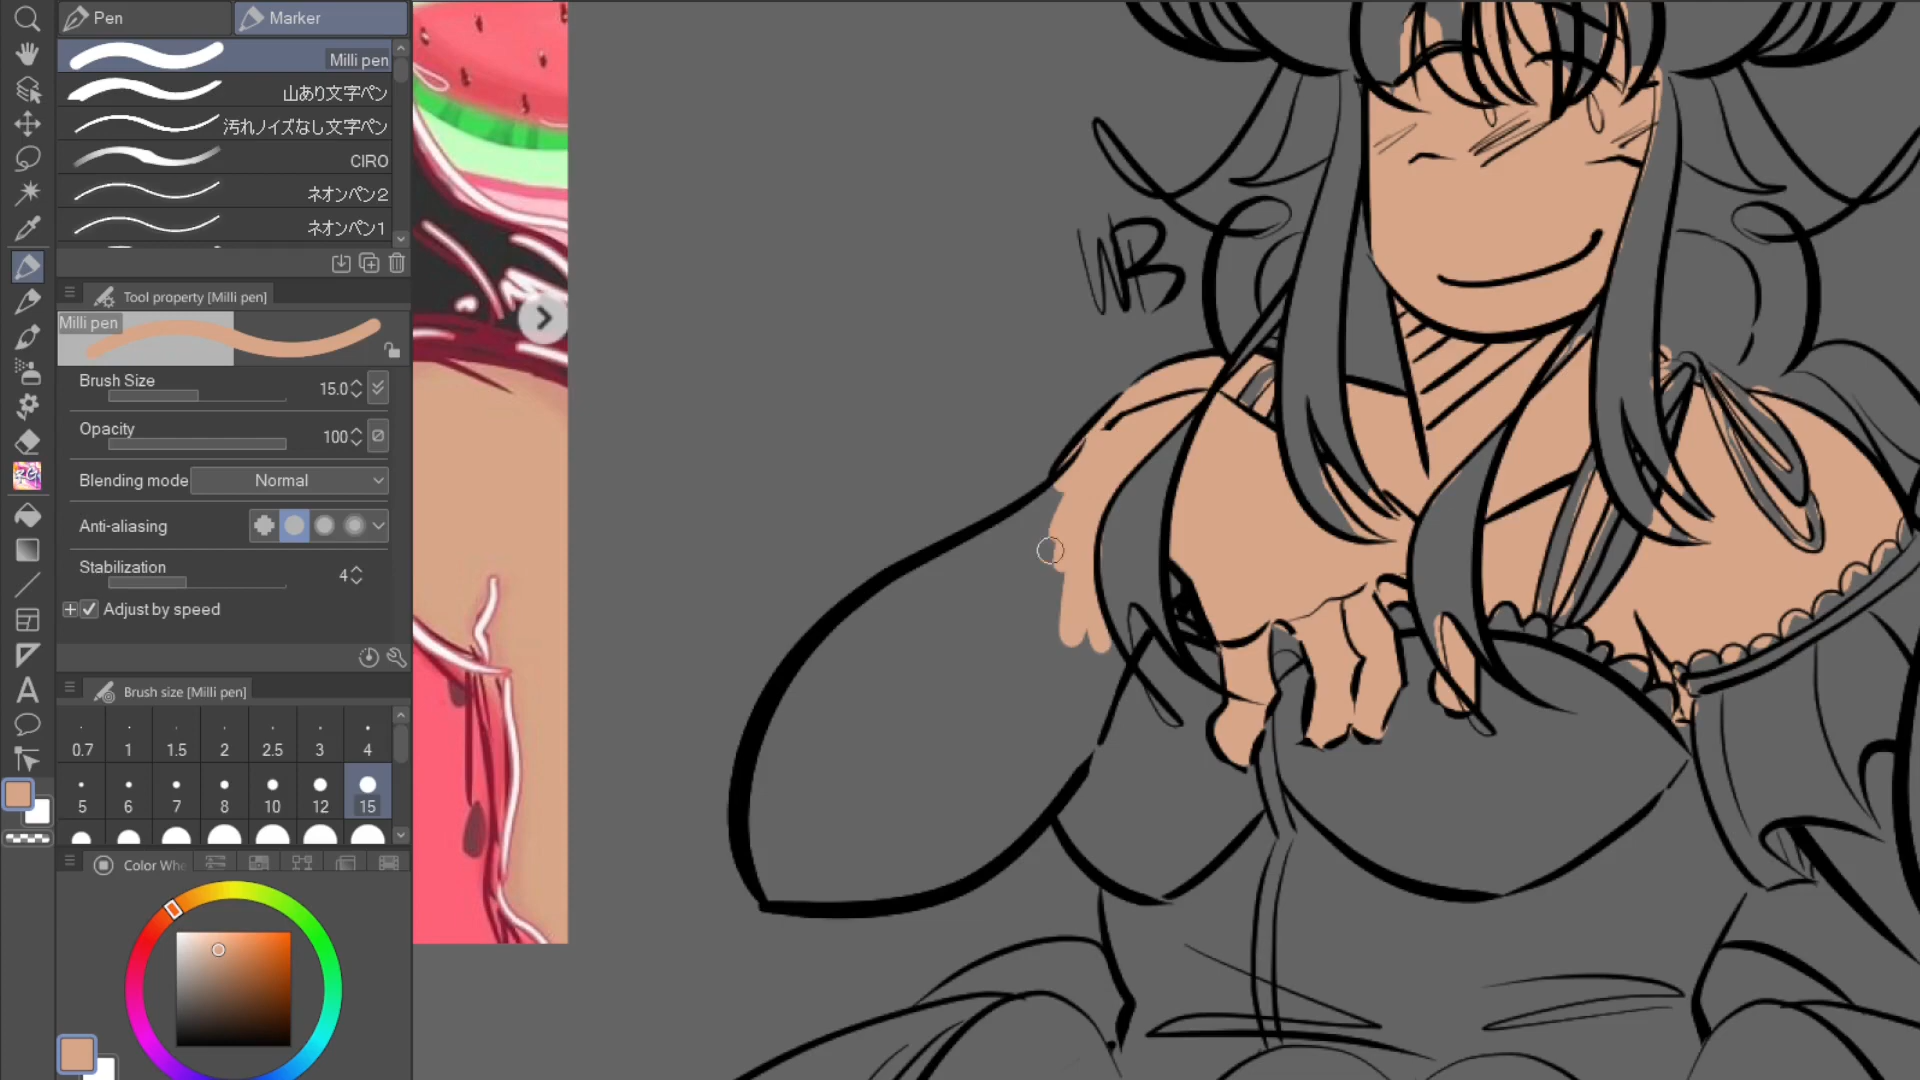 Pen
Marker
Milli pen
山あり文字ペン
汚れノイズなし文字ペン
CIRO
ネオンペン2
ネオンペン1
Tool property [Milli pen]
Milli pen
Brush Size 15.0
Opacity 100
Blending mode Normal
Anti-aliasing
Stabilization 4
Adjust by speed
Brush size [Milli pen]
0.7 1 1.5 2 2.5 3 4
5 6 7 8 10 12 15
Color Whe
WB